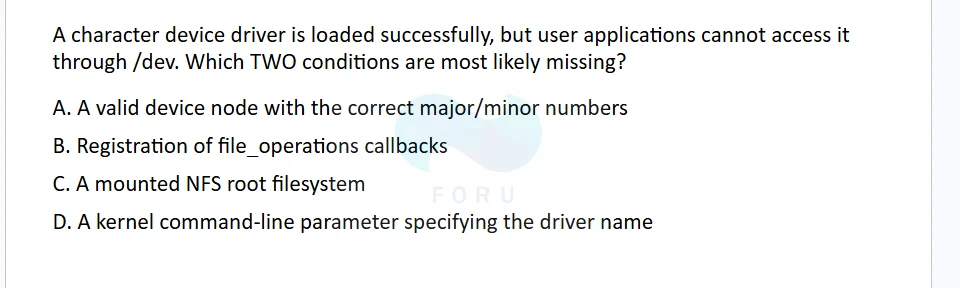 A character device driver is loaded successfully, but user applications cannot access it
through /dev. Which TWO conditions are most likely missing?
A. A valid device node with the correct major/minor numbers
B. Registration of file_operations callbacks
C. A mounted NFS root filesystem
FORU
D. A kernel command-line parameter specifying the driver name